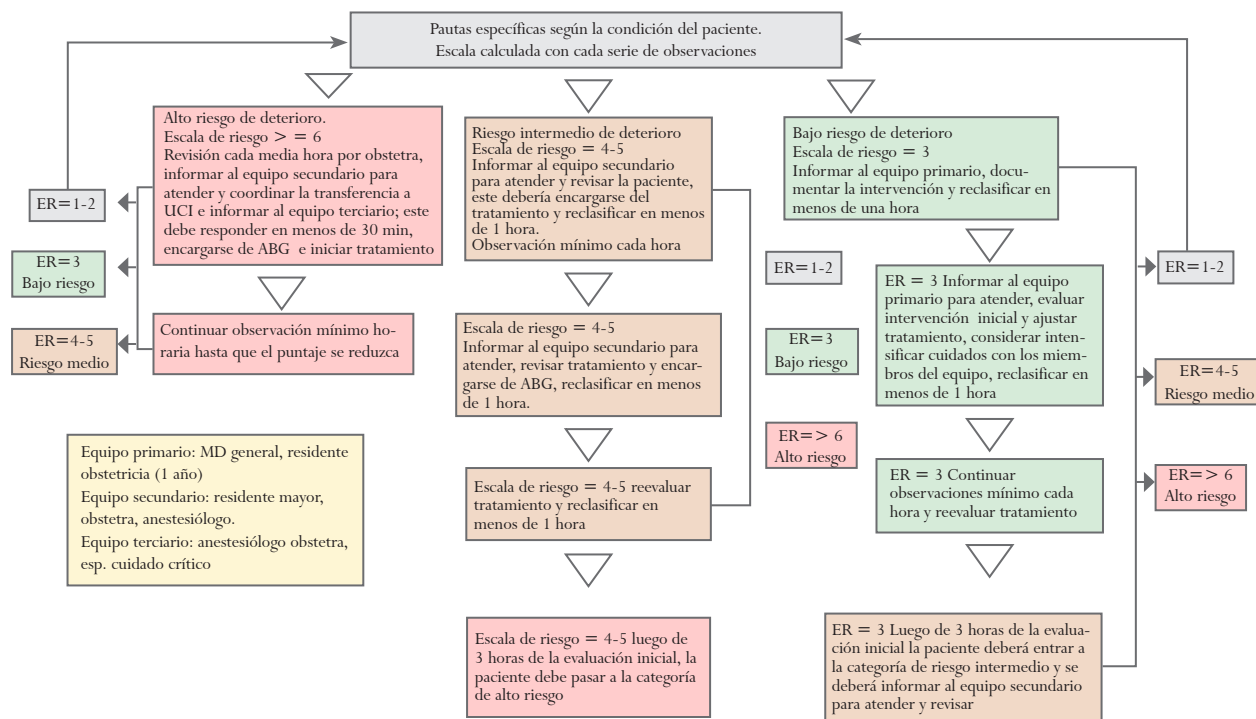 Pautas específicas según la condición del paciente.
Escala calculada con cada serie de observaciones
Alto riesgo de deterioro.
Escala de riesgo > = 6
Revisión cada media hora por obstetra,
informar al equipo secundario para
atender y coordinar la transferencia a
UCI e informar al equipo terciario; este
debe responder en menos de 30 min,
encargarse de ABG e iniciar tratamiento
ER=1-2
ER=3
Bajo riesgo
ER=4-5
Riesgo medio
Continuar observación mínimo ho-
raria hasta que el puntaje se reduzca
Equipo primario: MD general, residente
obstetricia (1 año)
Equipo secundario: residente mayor,
obstetra, anestesiólogo.
Equipo terciario: anestesiólogo obstetra,
esp. cuidado crítico
Riesgo intermedio de deterioro
Escala de riesgo = 4-5
Informar al equipo secundario
para atender y revisar la paciente,
este debería encargarse del
tratamiento y reclasificar en menos
de 1 hora.
Observación mínimo cada hora
Escala de riesgo = 4-5
Informar al equipo secundario para
atender, revisar tratamiento y encar-
garse de ABG, reclasificar en menos
de 1 hora.
Escala de riesgo = 4-5 reevaluar
tratamiento y reclasificar en
menos de 1 hora
Escala de riesgo = 4-5 luego de
3 horas de la evaluación inicial, la
paciente debe pasar a la categoría
de alto riesgo
ER=1-2
ER=3
Bajo riesgo
ER=> 6
Alto riesgo
Bajo riesgo de deterioro
Escala de riesgo = 3
Informar al equipo primario, docu-
mentar la intervención y reclasificar en
menos de una hora
ER = 3 Informar al equipo
primario para atender, evaluar
intervención inicial y ajustar
tratamiento, considerar inten-
sificar cuidados con los miem-
bros del equipo, reclasificar en
menos de 1 hora
ER = 3 Continuar
observaciones mínimo cada
hora y reevaluar tratamiento
ER = 3 Luego de 3 horas de la evalua-
ción inicial la paciente deberá entrar a
la categoría de riesgo intermedio y se
deberá informar al equipo secundario
para atender y revisar
ER=1-2
ER=4-5
Riesgo medio
ER=> 6
Alto riesgo